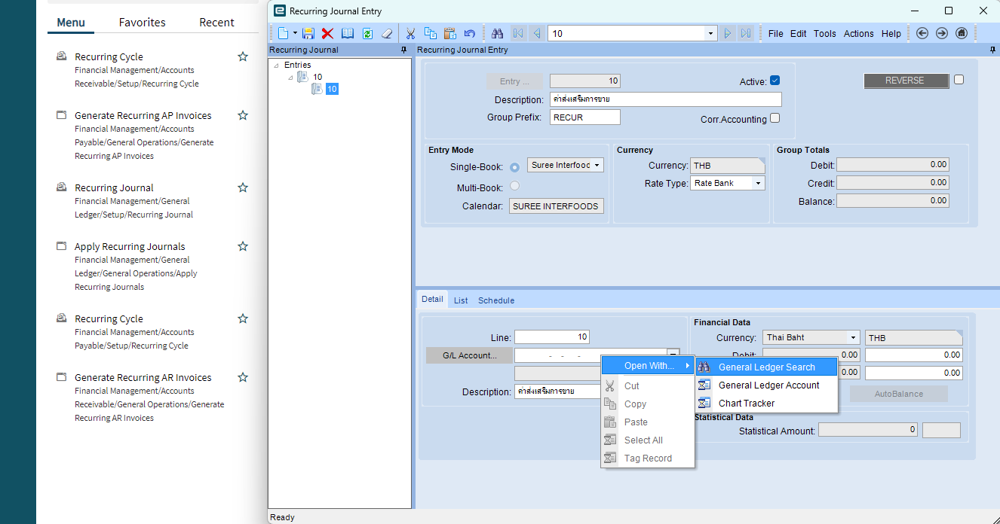 Menu
Favorites
Recent
Recurring Cycle
Financial Management/Accounts
Receivable/Setup/Recurring Cycle
Generate Recurring AP Invoices
Financial Management/Accounts
Payable/General Operations/Generate
Recurring AP Invoices
Recurring Journal
Financial Management/General
Ledger/Setup/Recurring Journal
Apply Recurring Journals
Financial Management/General
Ledger/General Operations/Apply
Recurring Journals
Recurring Cycle
Financial Management/Accounts
Payable/Setup/Recurring Cycle
Generate Recurring AR Invoices
Financial Management/Accounts
Receivable/General Operations/Generate
Recurring AR Invoices
Recurring Journal Entry
10
File Edit Tools Actions Help
Recurring Journal
Entries
10
10
Recurring Journal Entry
Entry ... 10
Active:
REVERSE
Description: ค่าส่งเสริมการขาย
Group Prefix: RECUR
Corr.Accounting
Entry Mode
Single-Book: Suree Interfooc
Multi-Book:
Calendar: SUREE INTERFOODS
Currency
Currency: THB
Rate Type: Rate Bank
Group Totals
Debit: 0.00
Credit: 0.00
Balance: 0.00
Detail List Schedule
Line: 10
G/L Account... - - -
Description: ค่าส่งเสริมการขาย
Financial Data
Currency: Thai Baht THB
Debit: 0.00 0.00
0.00 0.00
AutoBalance
Statistical Data
Statistical Amount: 0
Open With...
Cut
Copy
Paste
Select All
Tag Record
General Ledger Search
General Ledger Account
Chart Tracker
Ready